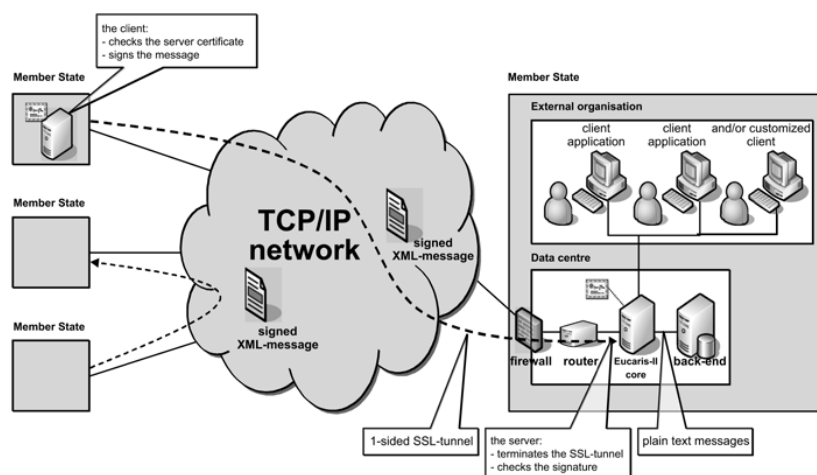 the client:
- checks the server certificate
- signs the message
Member State
Member State
Member State
TCP/IP
network
signed
XML-message
signed
XML-message
Member State
External organisation
client
application
client
application
and/or customized
client
Data centre
firewall
router
Eucaris-II
core
back-end
1-sided SSL-tunnel
the server:
- terminates the SSL-tunnel
- checks the signature
plain text messages